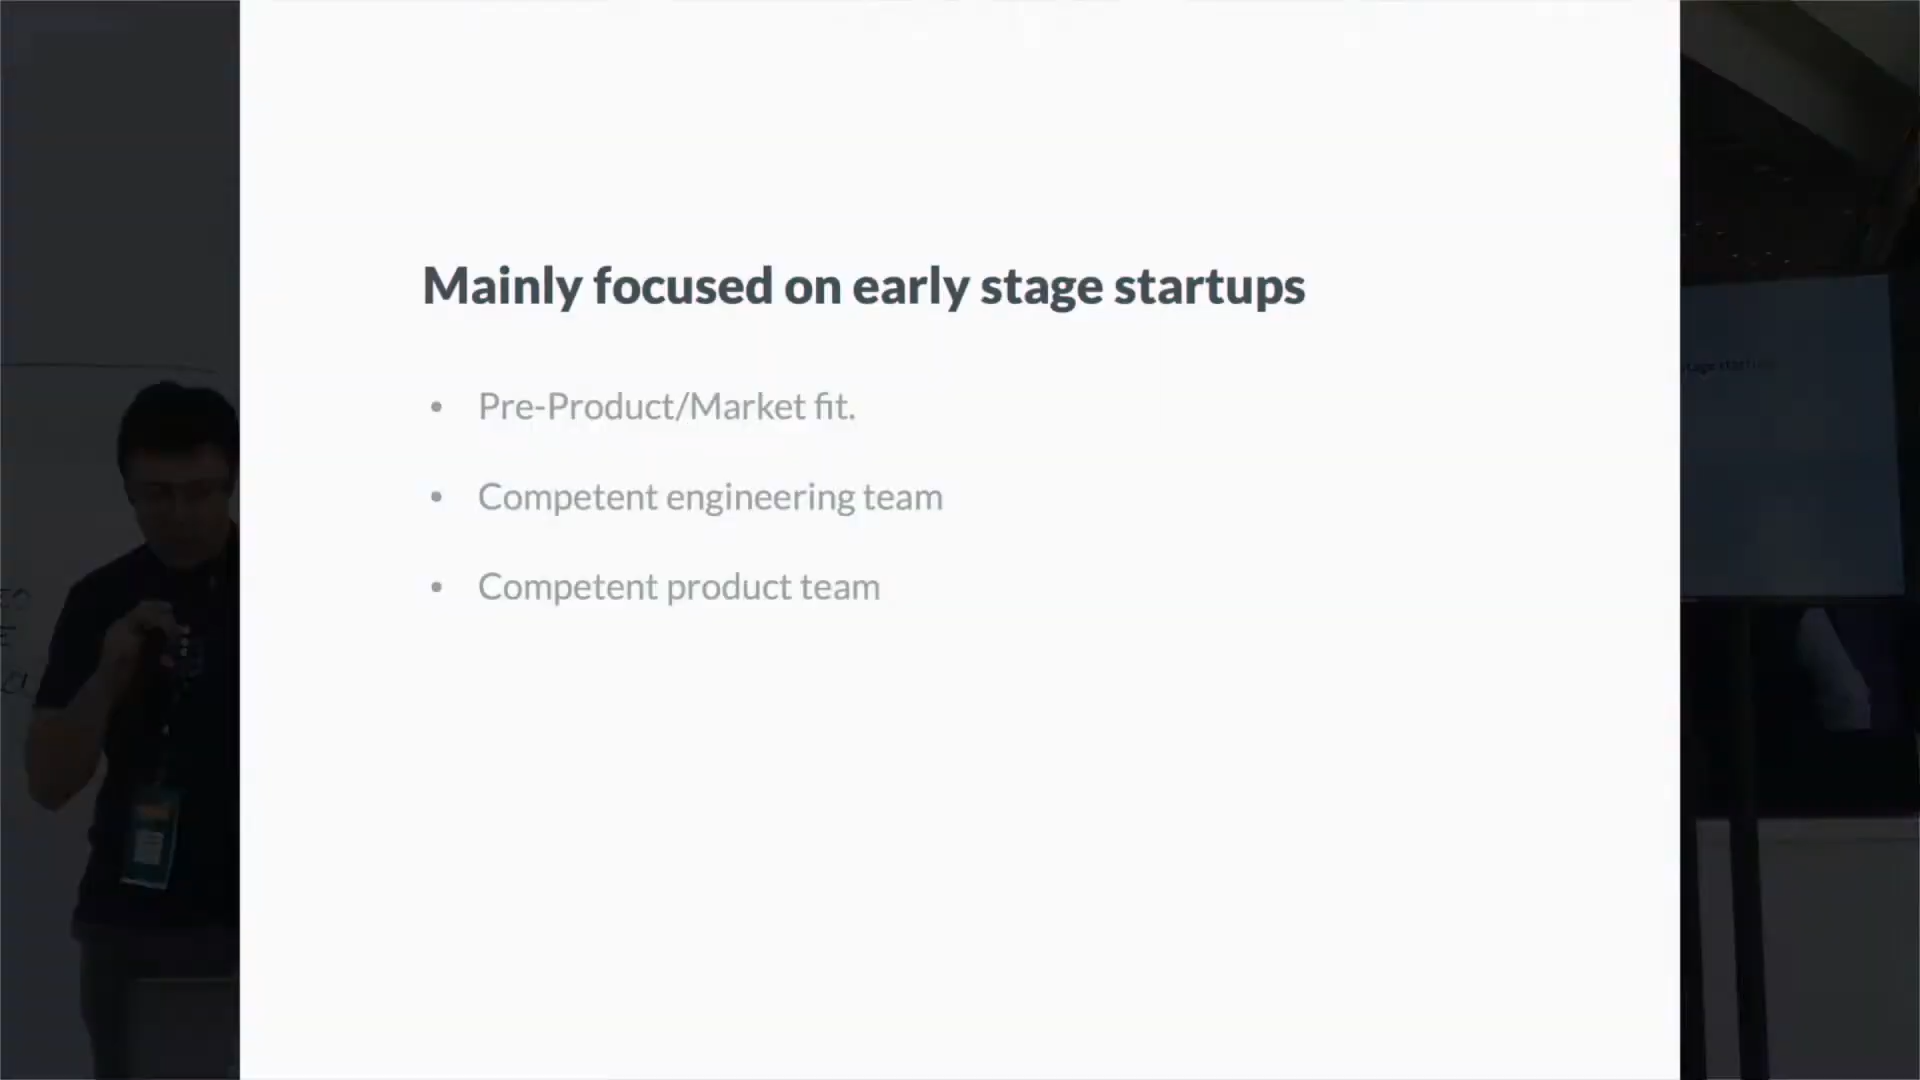 Mainly focused on early stage startups
• Pre-Product/Market fit.
• Competent engineering team
• Competent product team